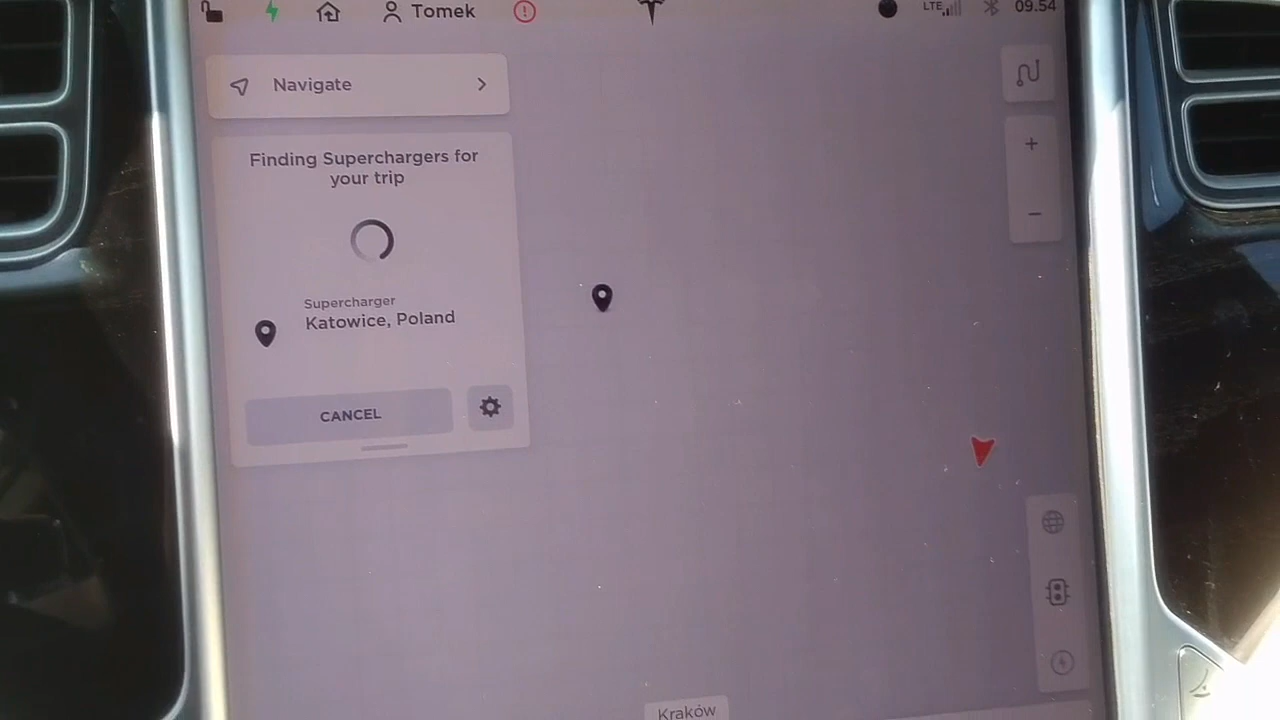 Tomek
LTE
09.54
Navigate
Finding Superchargers for
your trip
Supercharger
Katowice, Poland
CANCEL
Kraków